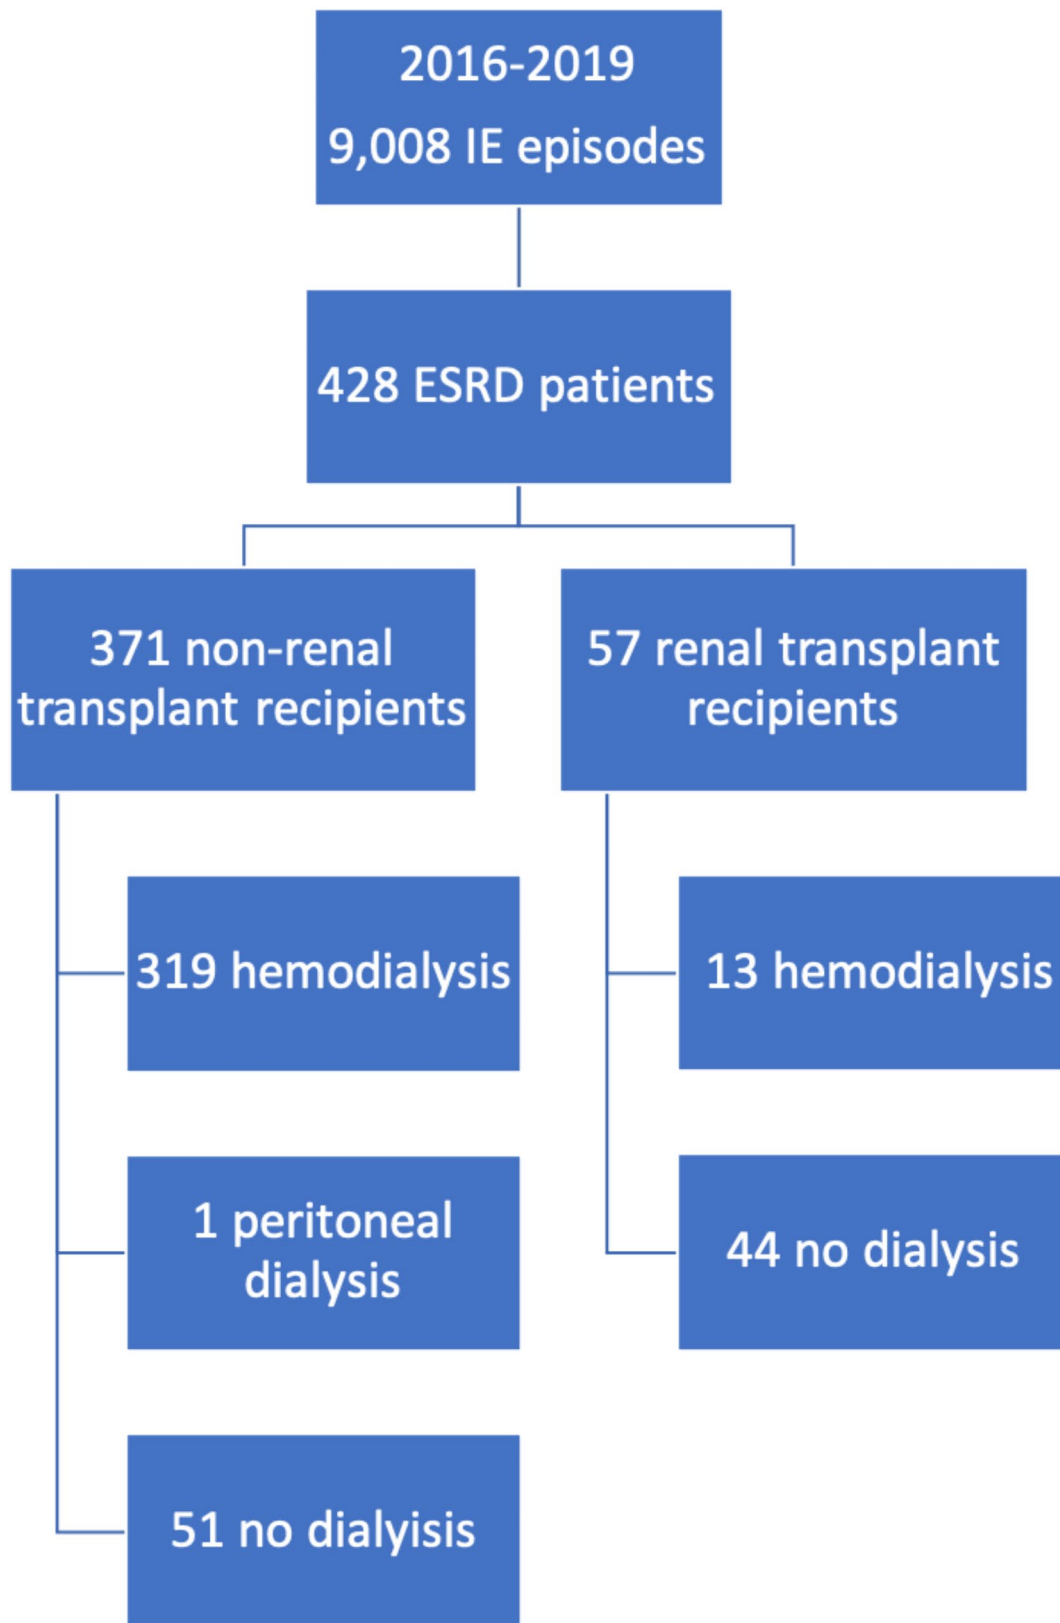 2016-2019
9,008 IE episodes
428 ESRD patients
371 non-renal
transplant recipients
57 renal transplant
recipients
319 hemodialysis
13 hemodialysis
1 peritoneal
dialysis
44 no dialysis
51 no dialyisis